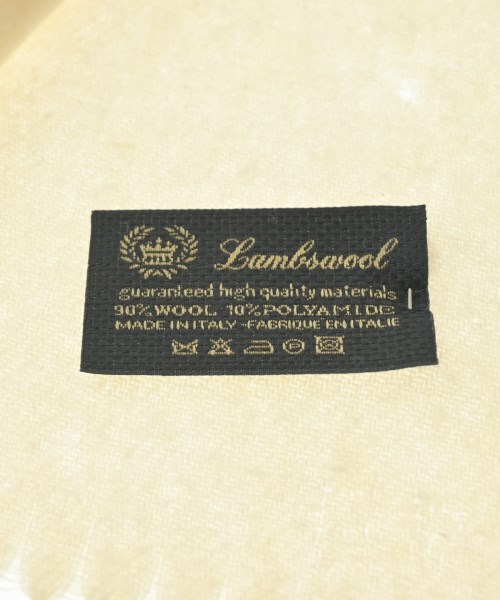 Lambswool
guaranteed high quality materials
90% WOOL 10% POLYAMIDE
MADE IN ITALY - FABRIQUE EN ITALIE